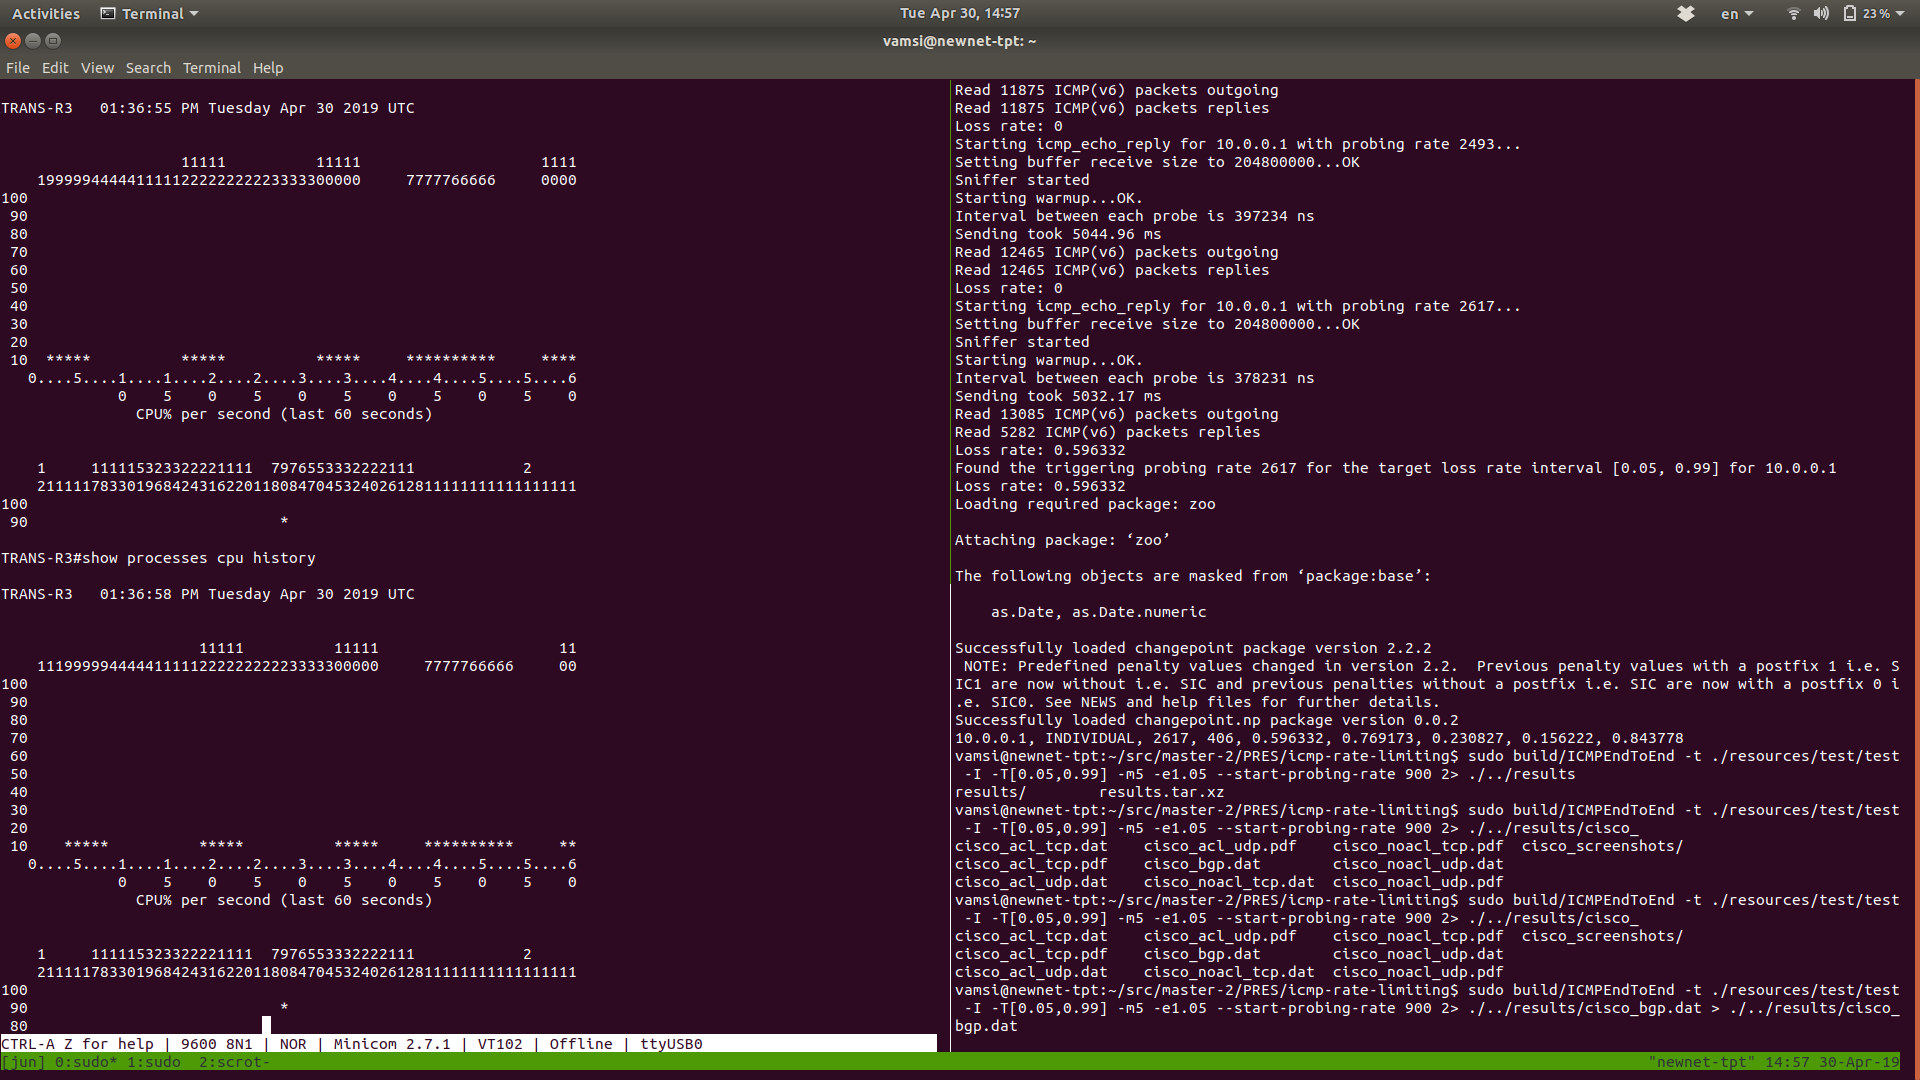 Activities Terminal Tue Apr 30, 14:57 en 23 %
vamsi@newnet-tpt: ~
File Edit View Search Terminal Help
TRANS-R3   01:36:55 PM Tuesday Apr 30 2019 UTC
                    11111          11111                    1111
    199999444441111122222222223333300000     7777766666     0000
100
 90
 80
 70
 60
 50
 40
 30
 20
 10  *****          *****          *****     **********     ****
   0....5....1....1....2....2....3....3....4....4....5....5....6
             0    5    0    5    0    5    0    5    0    5    0
               CPU% per second (last 60 seconds)
    1     111115323322221111  7976553332222111            2
    211111783301968424316220118084704532402612811111111111111111
100
 90                            *
TRANS-R3#show processes cpu history
TRANS-R3   01:36:58 PM Tuesday Apr 30 2019 UTC
                      11111          11111                    11
    11199999444441111122222222223333300000     7777766666     00
100
 90
 80
 70
 60
 50
 40
 30
 20
 10    *****          *****          *****     **********     **
   0....5....1....1....2....2....3....3....4....4....5....5....6
             0    5    0    5    0    5    0    5    0    5    0
               CPU% per second (last 60 seconds)
    1     111115323322221111  7976553332222111            2
    211111783301968424316220118084704532402612811111111111111111
100
 90                            *
 80
CTRL-A Z for help | 9600 8N1 | NOR | Minicom 2.7.1 | VT102 | Offline | ttyUSB0
Read 11875 ICMP(v6) packets outgoing
Read 11875 ICMP(v6) packets replies
Loss rate: 0
Starting icmp_echo_reply for 10.0.0.1 with probing rate 2493...
Setting buffer receive size to 204800000...OK
Sniffer started
Starting warmup...OK.
Interval between each probe is 397234 ns
Sending took 5044.96 ms
Read 12465 ICMP(v6) packets outgoing
Read 12465 ICMP(v6) packets replies
Loss rate: 0
Starting icmp_echo_reply for 10.0.0.1 with probing rate 2617...
Setting buffer receive size to 204800000...OK
Sniffer started
Starting warmup...OK.
Interval between each probe is 378231 ns
Sending took 5032.17 ms
Read 13085 ICMP(v6) packets outgoing
Read 5282 ICMP(v6) packets replies
Loss rate: 0.596332
Found the triggering probing rate 2617 for the target loss rate interval [0.05, 0.99] for 10.0.0.1
Loss rate: 0.596332
Loading required package: zoo
Attaching package: ‘zoo’
The following objects are masked from ‘package:base’:
    as.Date, as.Date.numeric
Successfully loaded changepoint package version 2.2.2
 NOTE: Predefined penalty values changed in version 2.2.  Previous penalty values with a postfix 1 i.e. S
IC1 are now without i.e. SIC and previous penalties without a postfix i.e. SIC are now with a postfix 0 i
.e. SIC0. See NEWS and help files for further details.
Successfully loaded changepoint.np package version 0.0.2
10.0.0.1, INDIVIDUAL, 2617, 406, 0.596332, 0.769173, 0.230827, 0.156222, 0.843778
vamsi@newnet-tpt:~/src/master-2/PRES/icmp-rate-limiting$ sudo build/ICMPEndToEnd -t ./resources/test/test
 -I -T[0.05,0.99] -m5 -e1.05 --start-probing-rate 900 2> ./../results
results/        results.tar.xz
vamsi@newnet-tpt:~/src/master-2/PRES/icmp-rate-limiting$ sudo build/ICMPEndToEnd -t ./resources/test/test
 -I -T[0.05,0.99] -m5 -e1.05 --start-probing-rate 900 2> ./../results/cisco_
cisco_acl_tcp.dat    cisco_acl_udp.pdf    cisco_noacl_tcp.pdf  cisco_screenshots/
cisco_acl_tcp.pdf    cisco_bgp.dat        cisco_noacl_udp.dat
cisco_acl_udp.dat    cisco_noacl_tcp.dat  cisco_noacl_udp.pdf
vamsi@newnet-tpt:~/src/master-2/PRES/icmp-rate-limiting$ sudo build/ICMPEndToEnd -t ./resources/test/test
 -I -T[0.05,0.99] -m5 -e1.05 --start-probing-rate 900 2> ./../results/cisco_
cisco_acl_tcp.dat    cisco_acl_udp.pdf    cisco_noacl_tcp.pdf  cisco_screenshots/
cisco_acl_tcp.pdf    cisco_bgp.dat        cisco_noacl_udp.dat
cisco_acl_udp.dat    cisco_noacl_tcp.dat  cisco_noacl_udp.pdf
vamsi@newnet-tpt:~/src/master-2/PRES/icmp-rate-limiting$ sudo build/ICMPEndToEnd -t ./resources/test/test
 -I -T[0.05,0.99] -m5 -e1.05 --start-probing-rate 900 2> ./../results/cisco_bgp.dat > ./../results/cisco_
bgp.dat
[jun] 0:sudo* 1:sudo  2:scrot- "newnet-tpt" 14:57 30-Apr-19